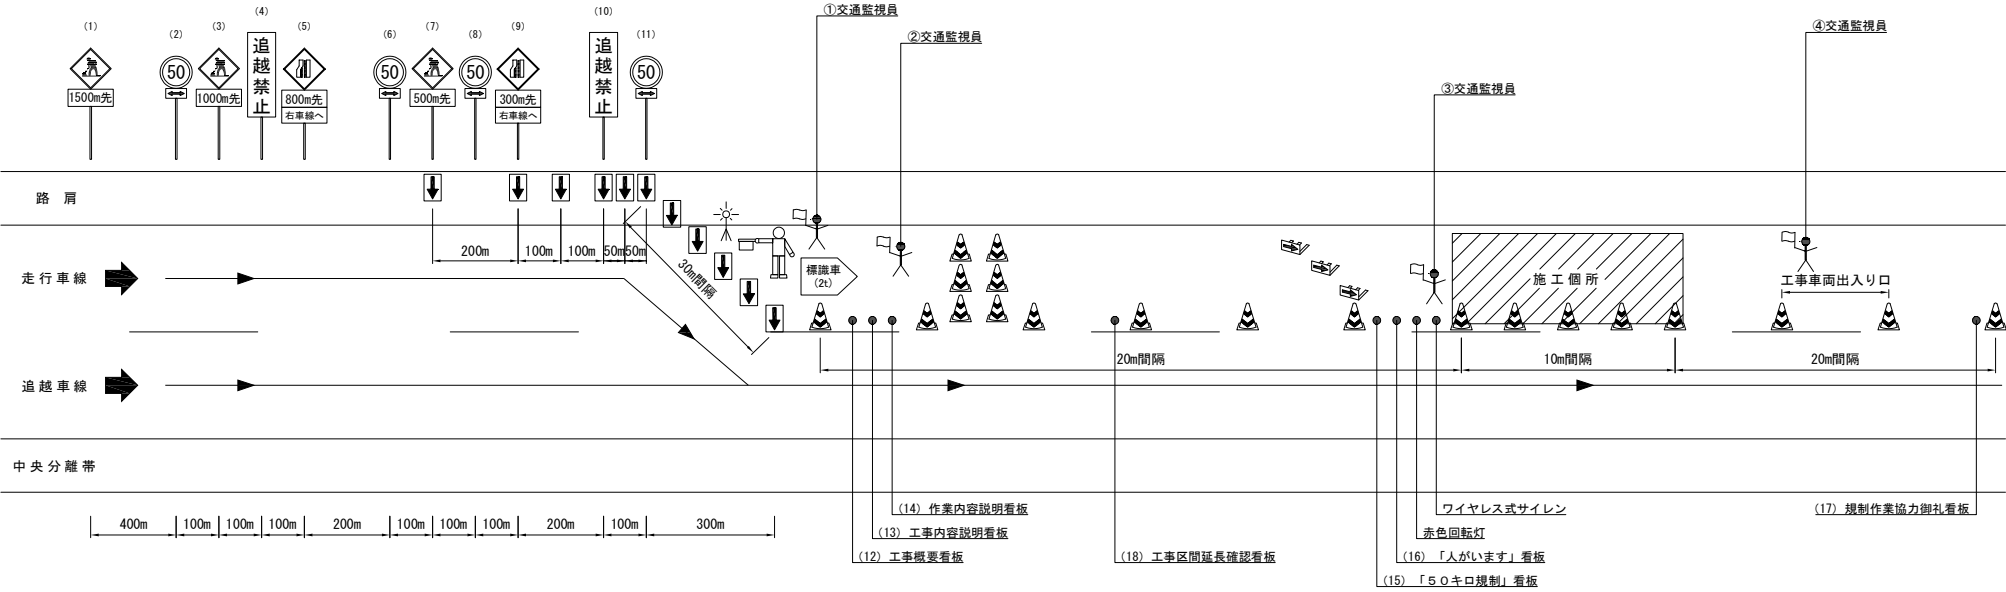 (1)
(2)
(3)
(4)
(5)
(6)
(7)
(8)
(9)
(10)
(11)
1500m先
50
1000m先
追越禁止
800m先
右車線へ
50
500m先
50
300m先
右車線へ
追越禁止
50
①交通監視員
②交通監視員
③交通監視員
④交通監視員
路肩
200m
100m
100m
50m
50m
30m間隔
走行車線
標識車
(2t)
施工個所
工事車両出入り口
20m間隔
10m間隔
20m間隔
追越車線
中央分離帯
400m
100m
100m
100m
200m
100m
100m
100m
200m
100m
300m
(14) 作業内容説明看板
(13) 工事内容説明看板
(12) 工事概要看板
(18) 工事区間延長確認看板
ワイヤレス式サイレン
赤色回転灯
(16) 「人がいます」看板
(15) 「50キロ規制」看板
(17) 規制作業協力御礼看板